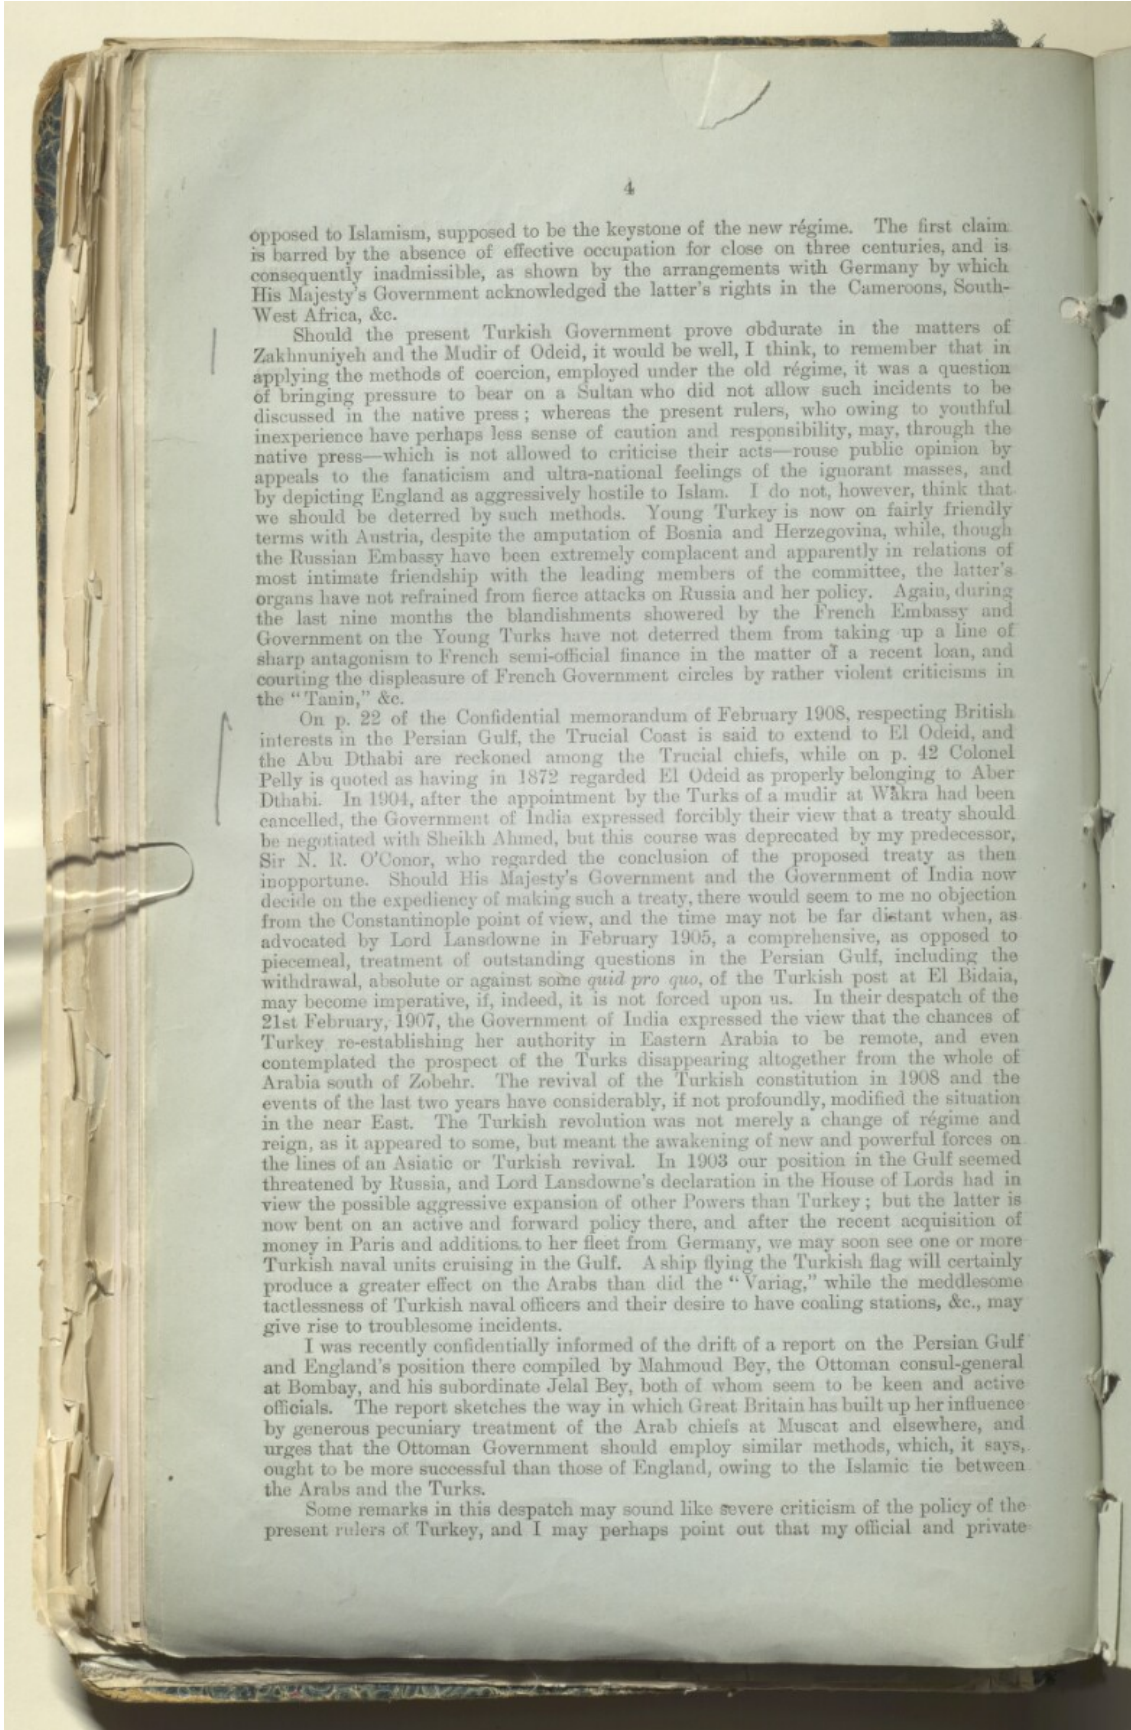 4
opposed to Islamism, supposed to be the keystone of the new régime. The first claim
is barred by the absence of effective occupation for close on three centuries, and is
consequently inadmissible, as shown by the arrangements with Germany by which
His Majesty's Government acknowledged the latter's rights in the Cameroons, South-
West Africa, &c.
Should the present Turkish Government prove obdurate in the matters of
Zakhnuniyeh and the Mudir of Odeid, it would be well, I think, to remember that in
applying the methods of coercion, employed under the old régime, it was a question
of bringing pressure to bear on a Sultan who did not allow such incidents to be
discussed in the native press; whereas the present rulers, who owing to youthful
inexperience have perhaps less sense of caution and responsibility, may, through the
native press—which is not allowed to criticise their acts—rouse public opinion by
appeals to the fanaticism and ultra-national feelings of the ignorant masses, and
by depicting England as aggressively hostile to Islam. I do not, however, think that
we should be deterred by such methods. Young Turkey is now on fairly friendly
terms with Austria, despite the amputation of Bosnia and Herzegovina, while, though
the Russian Embassy have been extremely complacent and apparently in relations of
most intimate friendship with the leading members of the committee, the latter's
organs have not refrained from fierce attacks on Russia and her policy. Again, during
the last nine months the blandishments showered by the French Embassy and
Government on the Young Turks have not deterred them from taking up a line of
sharp antagonism to French semi-official finance in the matter of a recent loan, and
courting the displeasure of French Government circles by rather violent criticisms in
the "Tanin," &c.
On p. 22 of the Confidential memorandum of February 1908, respecting British
interests in the Persian Gulf, the Trucial Coast is said to extend to El Odeid, and
the Abu Dthabi are reckoned among the Trucial chiefs, while on p. 42 Colonel
Pelly is quoted as having in 1872 regarded El Odeid as properly belonging to Aber
Dthabi. In 1904, after the appointment by the Turks of a mudir at Wakra had been
cancelled, the Government of India expressed forcibly their view that a treaty should
be negotiated with Sheikh Ahmed, but this course was deprecated by my predecessor,
Sir N. R. O'Conor, who regarded the conclusion of the proposed treaty as then
inopportune. Should His Majesty's Government and the Government of India now
decide on the expediency of making such a treaty, there would seem to me no objection
from the Constantinople point of view, and the time may not be far distant when, as
advocated by Lord Lansdowne in February 1905, a comprehensive, as opposed to
piecemeal, treatment of outstanding questions in the Persian Gulf, including the
withdrawal, absolute or against some quid pro quo, of the Turkish post at El Bidaia,
may become imperative, if, indeed, it is not forced upon us. In their despatch of the
21st February, 1907, the Government of India expressed the view that the chances of
Turkey re-establishing her authority in Eastern Arabia to be remote, and even
contemplated the prospect of the Turks disappearing altogether from the whole of
Arabia south of Zobehr. The revival of the Turkish constitution in 1908 and the
events of the last two years have considerably, if not profoundly, modified the situation
in the near East. The Turkish revolution was not merely a change of régime and
reign, as it appeared to some, but meant the awakening of new and powerful forces on
the lines of an Asiatic or Turkish revival. In 1903 our position in the Gulf seemed
threatened by Russia, and Lord Lansdowne's declaration in the House of Lords had in
view the possible aggressive expansion of other Powers than Turkey; but the latter is
now bent on an active and forward policy there, and after the recent acquisition of
money in Paris and additions to her fleet from Germany, we may soon see one or more
Turkish naval units cruising in the Gulf. A ship flying the Turkish flag will certainly
produce a greater effect on the Arabs than did the "Variag," while the meddlesome
tactlessness of Turkish naval officers and their desire to have coaling stations, &c., may
give rise to troublesome incidents.
I was recently confidentially informed of the drift of a report on the Persian Gulf
and England's position there compiled by Mahmoud Bey, the Ottoman consul-general
at Bombay, and his subordinate Jelal Bey, both of whom seem to be keen and active
officials. The report sketches the way in which Great Britain has built up her influence
by generous pecuniary treatment of the Arab chiefs at Muscat and elsewhere, and
urges that the Ottoman Government should employ similar methods, which, it says,
ought to be more successful than those of England, owing to the Islamic tie between
the Arabs and the Turks.
Some remarks in this despatch may sound like severe criticism of the policy of the
present rulers of Turkey, and I may perhaps point out that my official and private